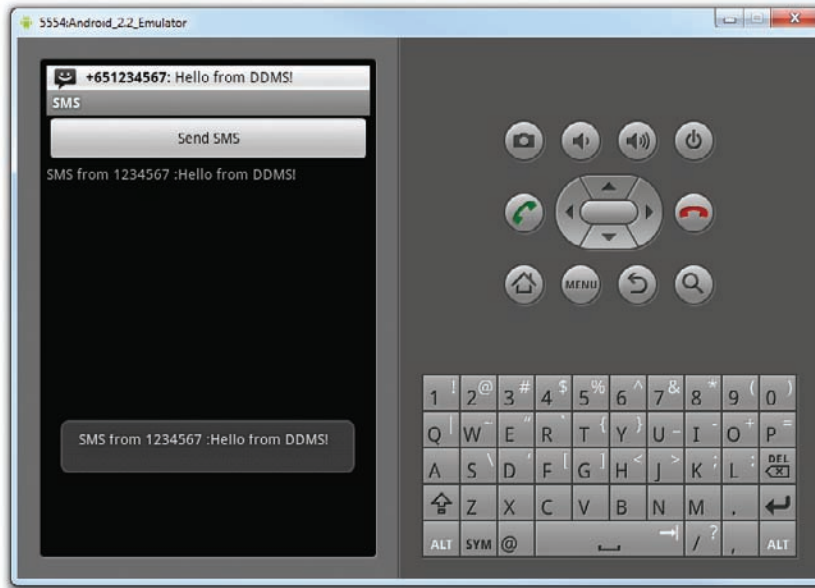 5554:Android_2.2_Emulator
+651234567: Hello from DDMS!
SMS
Send SMS
SMS from 1234567 :Hello from DDMS!
SMS from 1234567 :Hello from DDMS!
MENU
1 ! 2 @ 3 # 4 $ 5 % 6 ^ 7 & 8 * 9 ( 0 )
Q | W ~ E " R ` T { Y } U _ I - O + P =
A S \ D ' F [ G ] H < J > K ; L : DEL
Z X C V B N M .
ALT SYM @ / ? , ALT